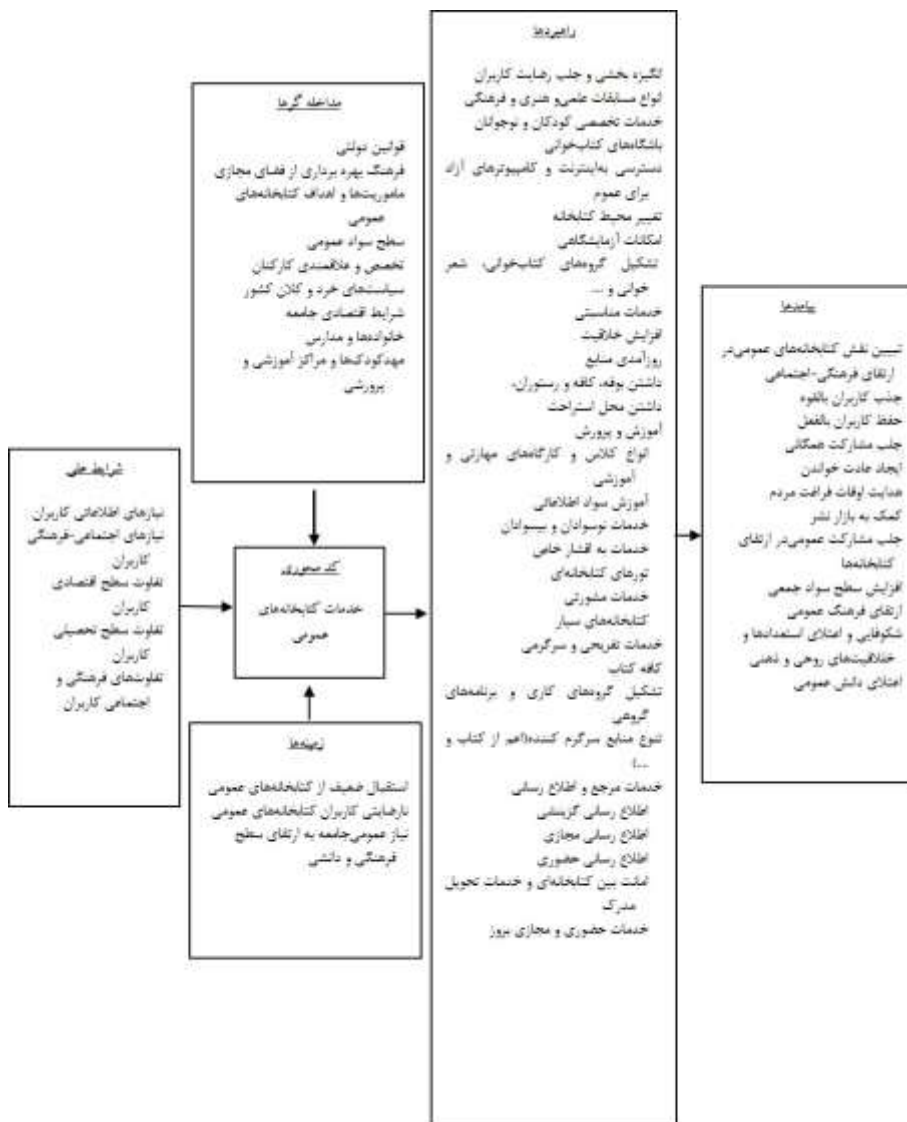 راهبردها
انگیزه بخشی و جلب رضایت کاربران
انواع مسابقات علمی‌و هنری و فرهنگی
خدمات تخصصی کودکان و نوجوانان
باشگاه‌های کتاب‌خوانی
دسترسی به‌اینترنت و کامپیوترهای آزاد
برای عموم
تغییر محیط کتابخانه
امکانات آزمایشگاهی
تشکیل گروه‌های کتاب‌خوانی، شعر
خوانی و ...
خدمات مناسبتی
افزایش خلاقیت
روزآمدی منابع
داشتن بوفه، کافه و رستوران،
داشتن محل استراحت
آموزش و پرورش
انواع کلاس و کارگاه‌های مهارتی و
آموزشی
آموزش سواد اطلاعاتی
خدمات نوسوادان و بیسوادان
خدمات به اقشار خاص
تورهای کتابخانه‌ای
خدمات مشورتی
کتابخانه‌های سیار
خدمات تفریحی و سرگرمی
کافه کتاب
تشکیل گروه‌های کاری و برنامه‌های
گروهی
تنوع منابع سرگرم کننده(اعم از کتاب و
...)
خدمات مرجع و اطلاع رسانی
اطلاع رسانی گزینشی
اطلاع رسانی مجازی
اطلاع رسانی حضوری
امانت بین کتابخانه‌ای و خدمات تحویل
مدرک
خدمات حضوری و مجازی بروز
مداخله گرها
قوانین دولتی
فرهنگ بهره برداری از فضای مجازی
ماموریت‌ها و اهداف کتابخانه‌های
عمومی
سطح سواد عمومی
تخصص و علاقمندی کارکنان
سیاست‌های خرد و کلان کشور
شرایط اقتصادی جامعه
خانواده‌ها و مدارس
مهدکودک‌ها و مراکز آموزشی و
پرورشی
پیامدها
تبیین نقش کتابخانه‌های عمومی‌در
ارتقای فرهنگی-اجتماعی
جذب کاربران بالقوه
حفظ کاربران بالفعل
جلب مشارکت همگانی
ایجاد عادت خواندن
هدایت اوقات فراغت مردم
کمک به بازار نشر
جلب مشارکت عمومی‌در ارتقای
کتابخانه‌ها
افزایش سطح سواد جمعی
ارتقای فرهنگ عمومی
شکوفایی و اعتلای استعدادها و
خلاقیت‌های روحی و ذهنی
اعتلای دانش عمومی
شرایط علی
نیازهای اطلاعاتی کاربران
نیازهای اجتماعی-فرهنگی
کاربران
تفاوت سطح اقتصادی
کاربران
تفاوت سطح تحصیلی
کاربران
تفاوت‌های فرهنگی و
اجتماعی کاربران
کد محوری
خدمات کتابخانه‌های
عمومی
زمینه‌ها
استقبال ضعیف از کتابخانه‌های عمومی
نارضایتی کاربران کتابخانه‌های عمومی
نیاز عمومی‌جامعه به ارتقای سطح
فرهنگی و دانشی